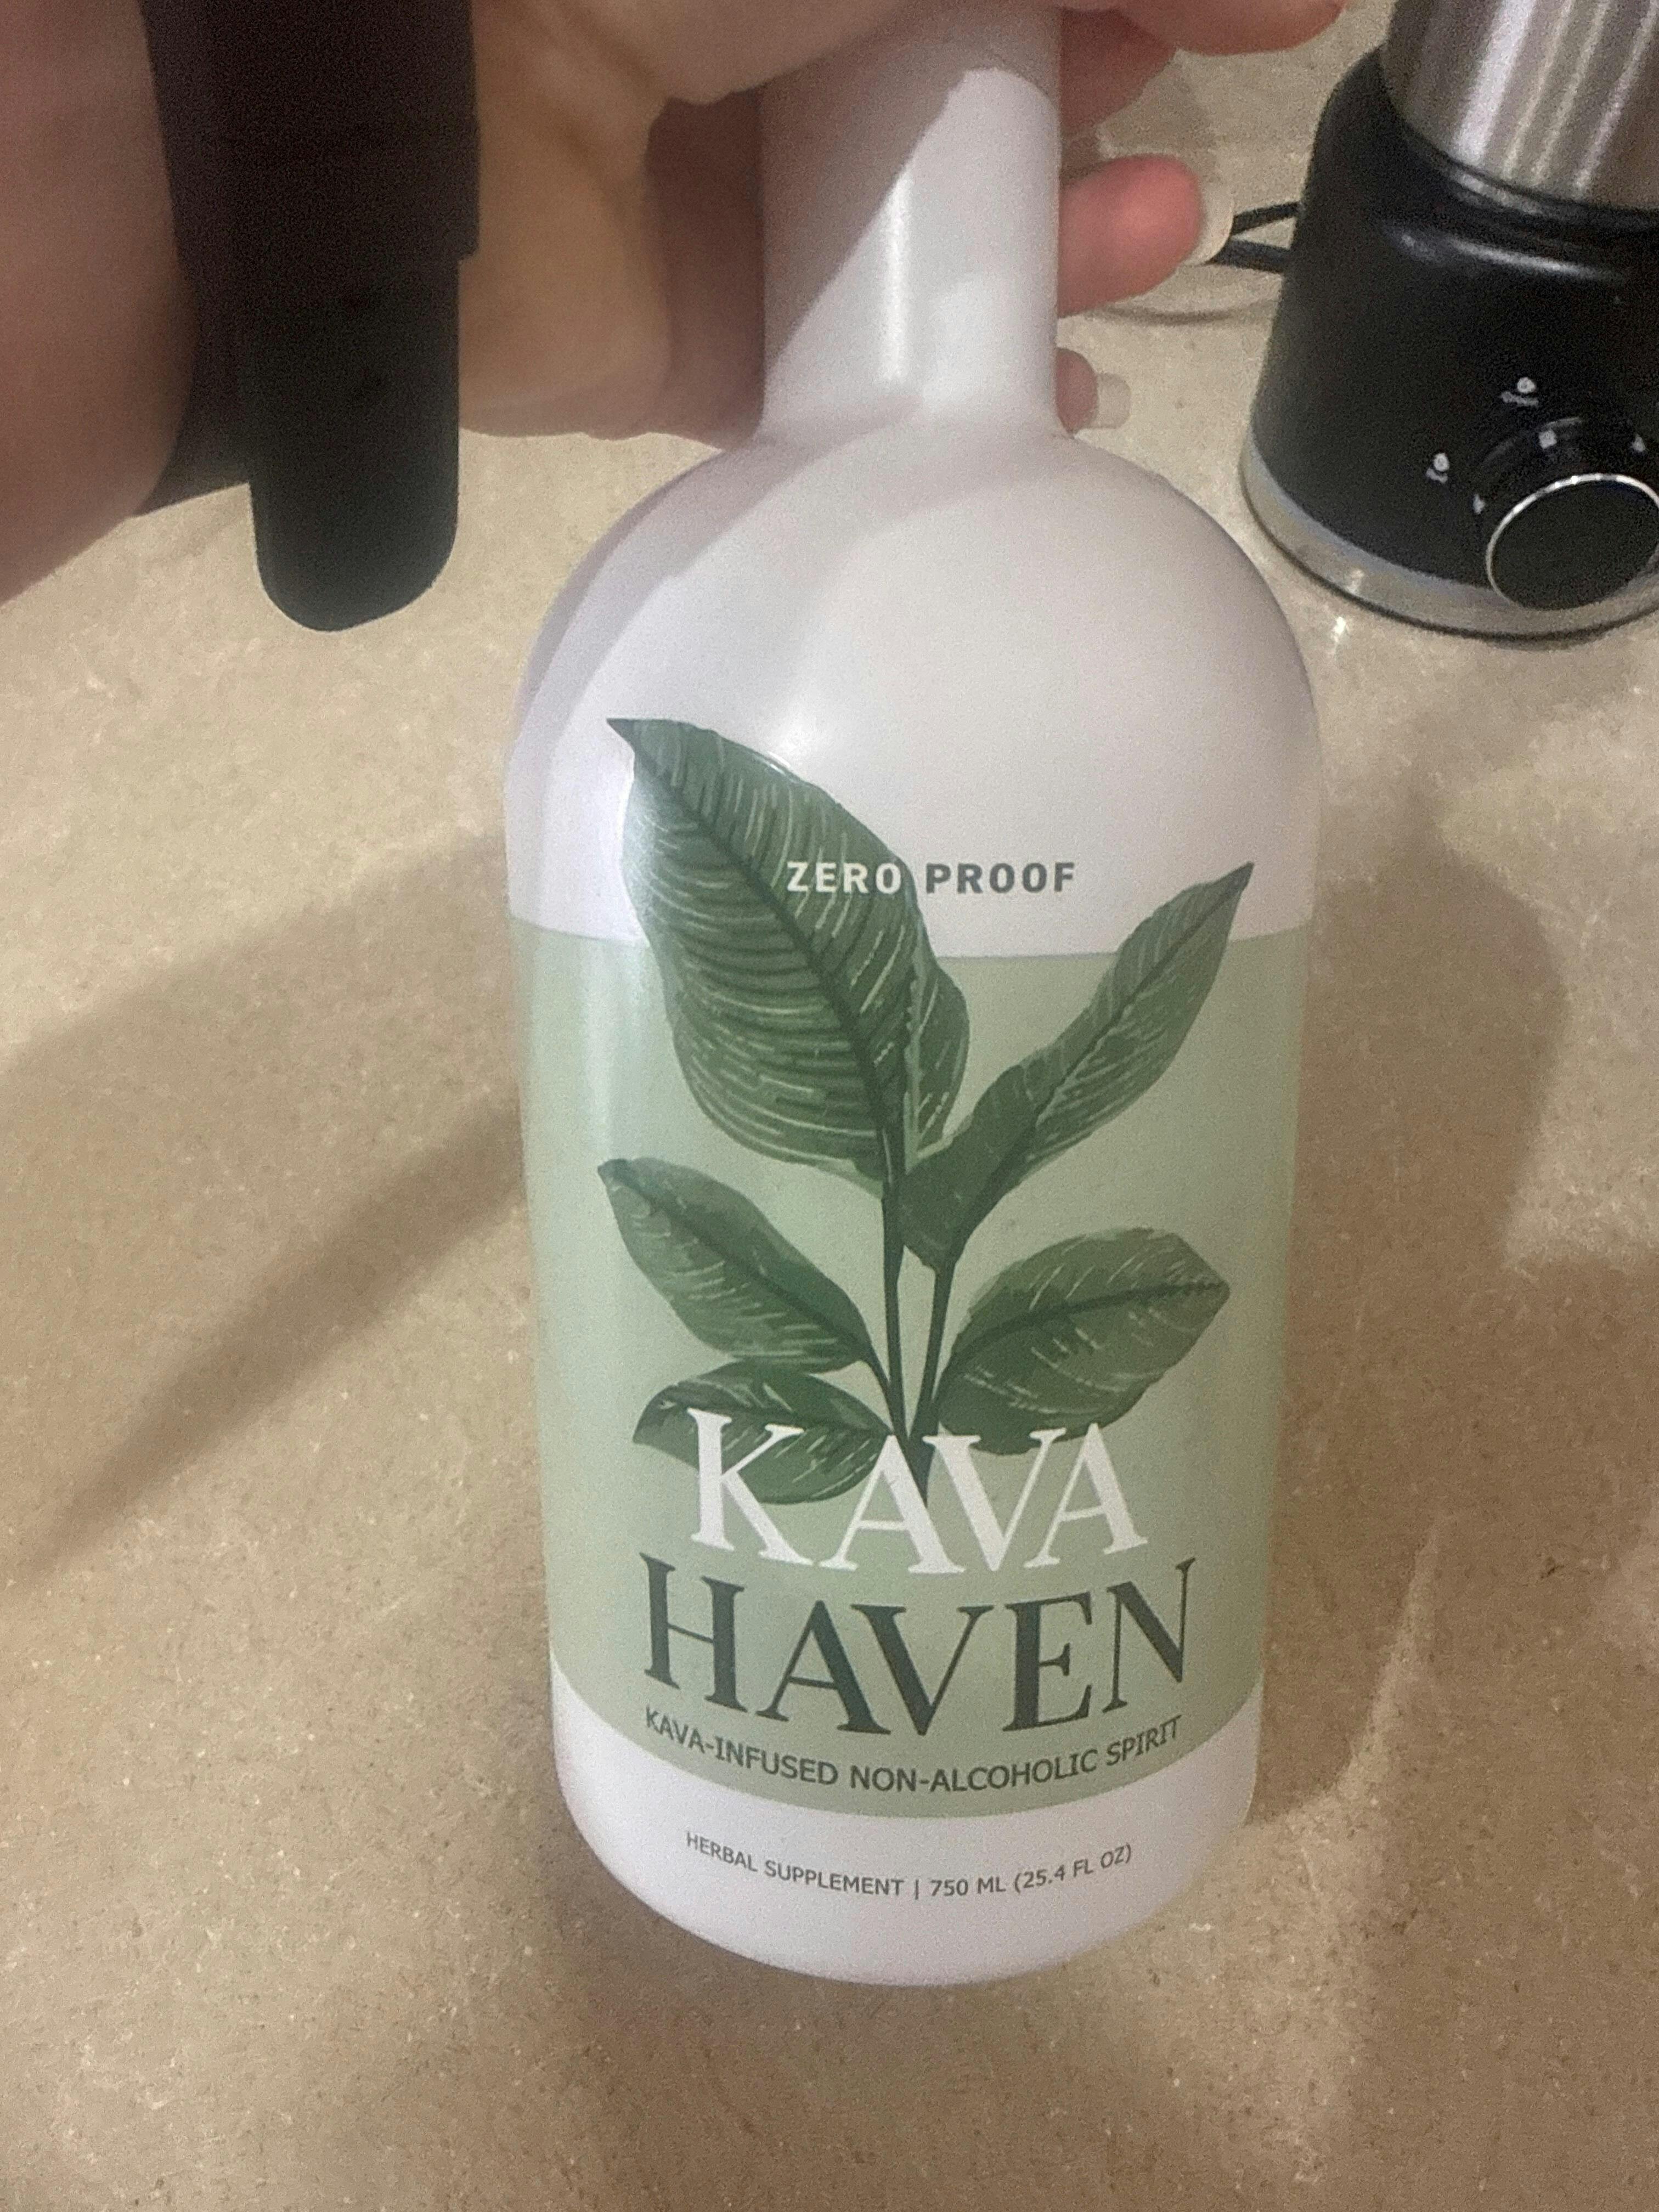 ZERO PROOF
KAVA
HAVEN
KAVA-INFUSED NON-ALCOHOLIC SPIRIT
HERBAL SUPPLEMENT | 750 ML (25.4 FL OZ)